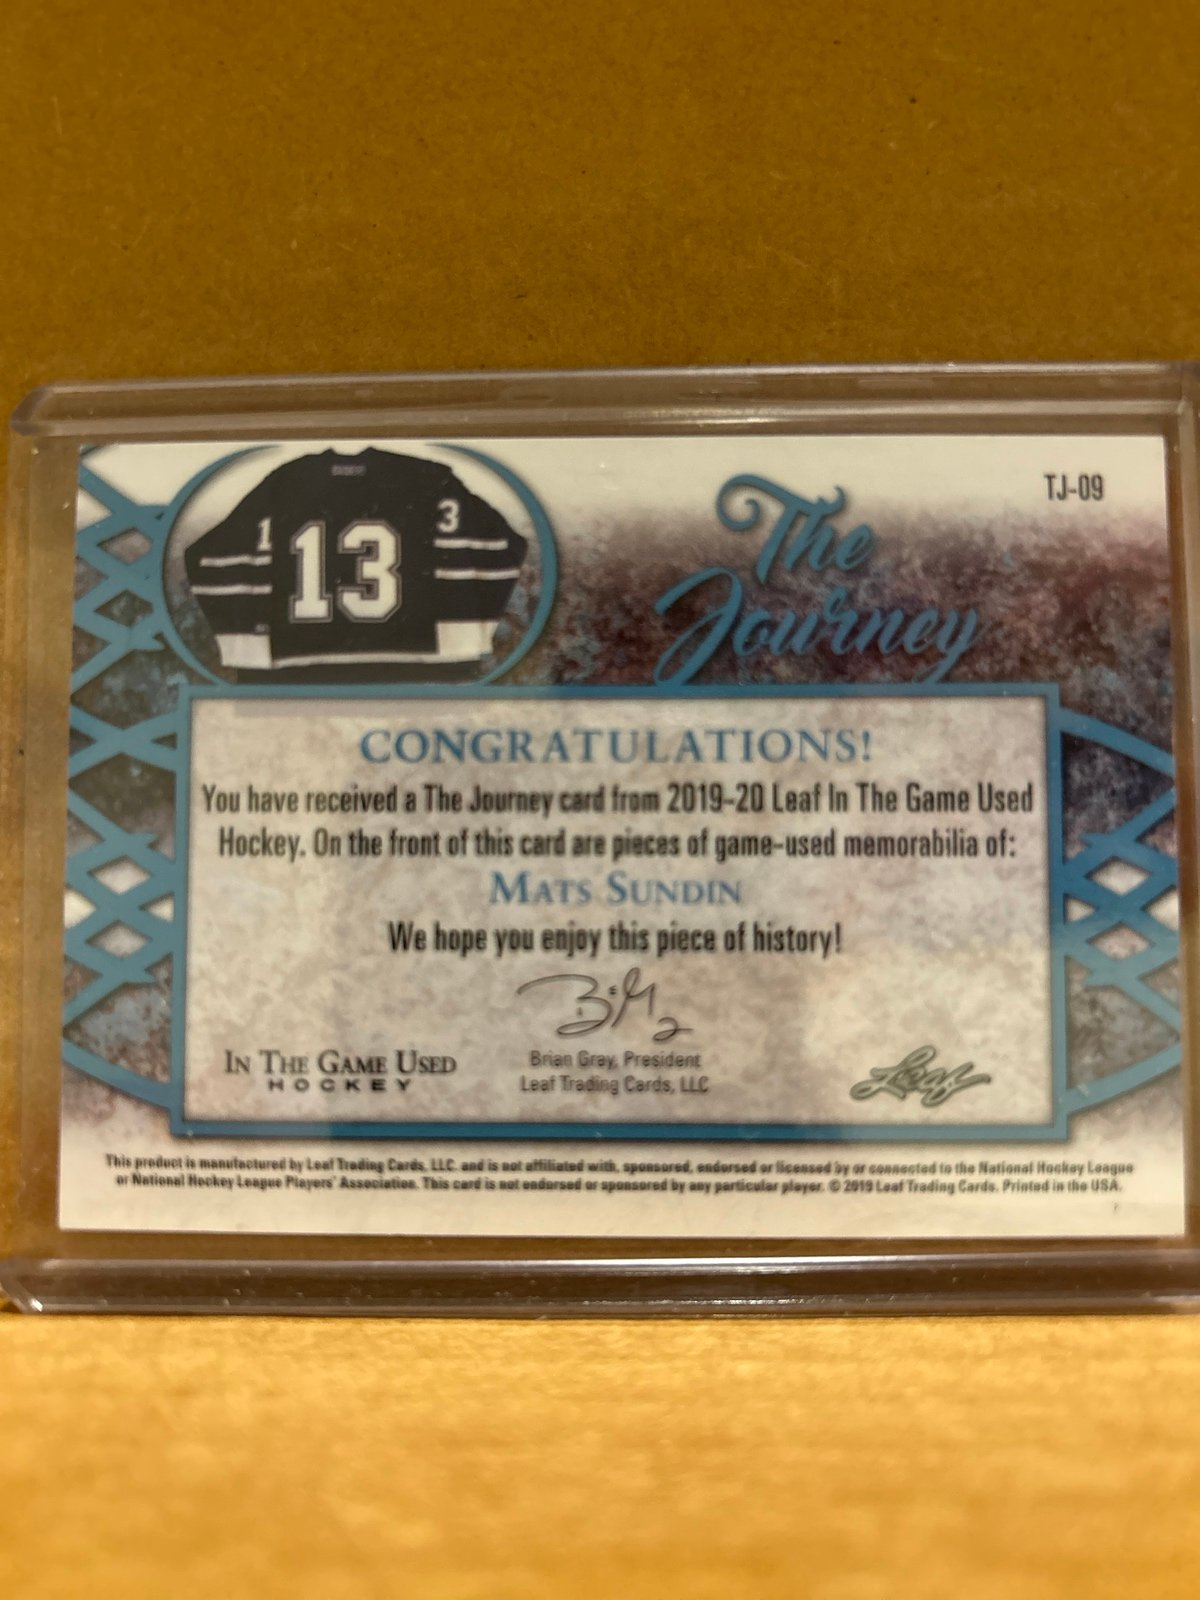 1 13 3
TJ-09
The
Journey
CONGRATULATIONS!
You have received a The Journey card from 2019-20 Leaf In The Game Used
Hockey. On the front of this card are pieces of game-used memorabilia of:
MATS SUNDIN
We hope you enjoy this piece of history!
IN THE GAME USED
HOCKEY
Brian Gray, President
Leaf Trading Cards, LLC
Leaf
This product is manufactured by Leaf Trading Cards, LLC. and is not affiliated with, sponsored, endorsed or licensed by or connected to the National Hockey League
or National Hockey League Players' Association. This card is not endorsed or sponsored by any particular player. © 2019 Leaf Trading Cards. Printed in the USA.